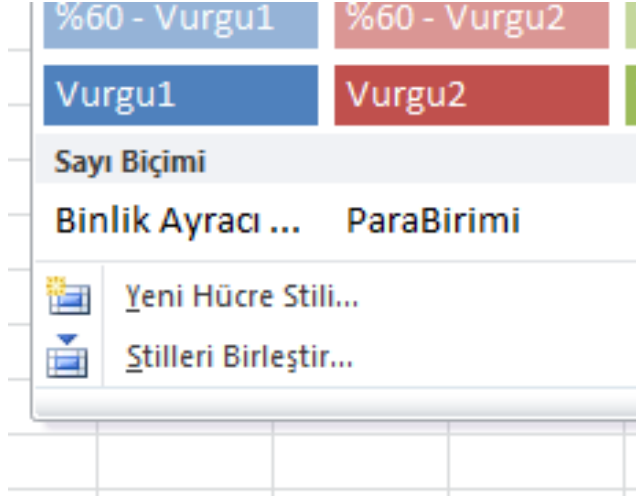 %60 - Vurgu1 %60 - Vurgu2
Vurgu1 Vurgu2
Sayı Biçimi
Binlik Ayracı ... ParaBirimi
Yeni Hücre Stili...
Stilleri Birleştir...